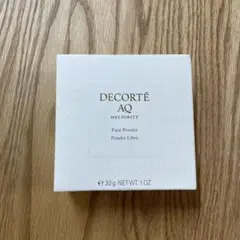 DECORTÉ
AQ
MELIORITY
Face Powder
Poudre Libre
℮ 30g NET WT. 1 OZ.